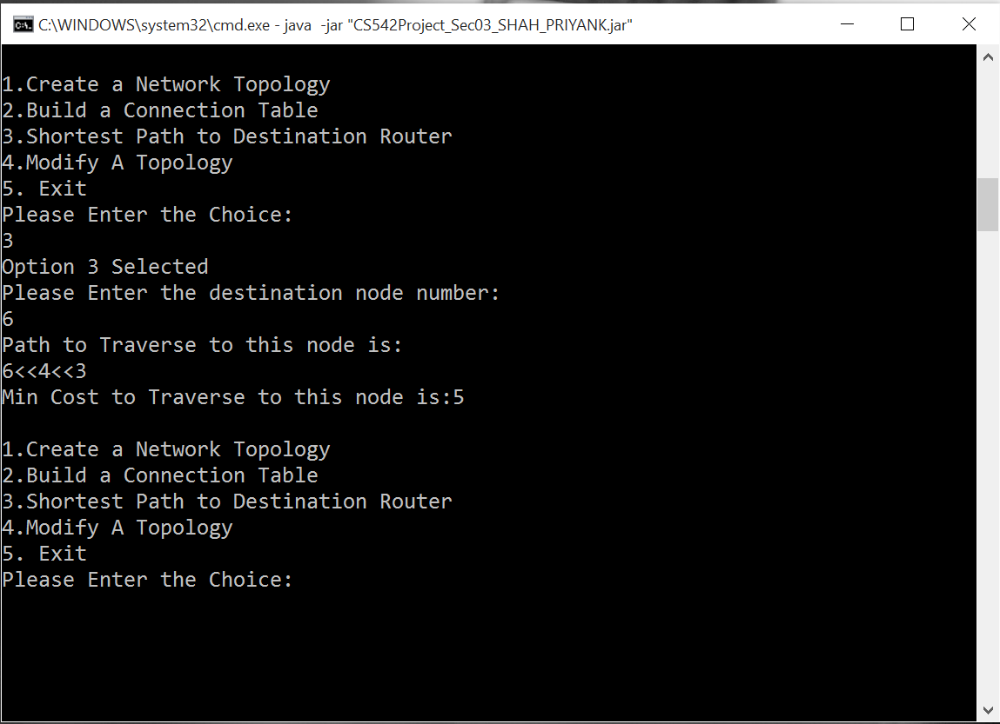 C:\WINDOWS\system32\cmd.exe - java  -jar "CS542Project_Sec03_SHAH_PRIYANK.jar"
1.Create a Network Topology
2.Build a Connection Table
3.Shortest Path to Destination Router
4.Modify A Topology
5. Exit
Please Enter the Choice:
3
Option 3 Selected
Please Enter the destination node number:
6
Path to Traverse to this node is:
6<<4<<3
Min Cost to Traverse to this node is:5
1.Create a Network Topology
2.Build a Connection Table
3.Shortest Path to Destination Router
4.Modify A Topology
5. Exit
Please Enter the Choice: